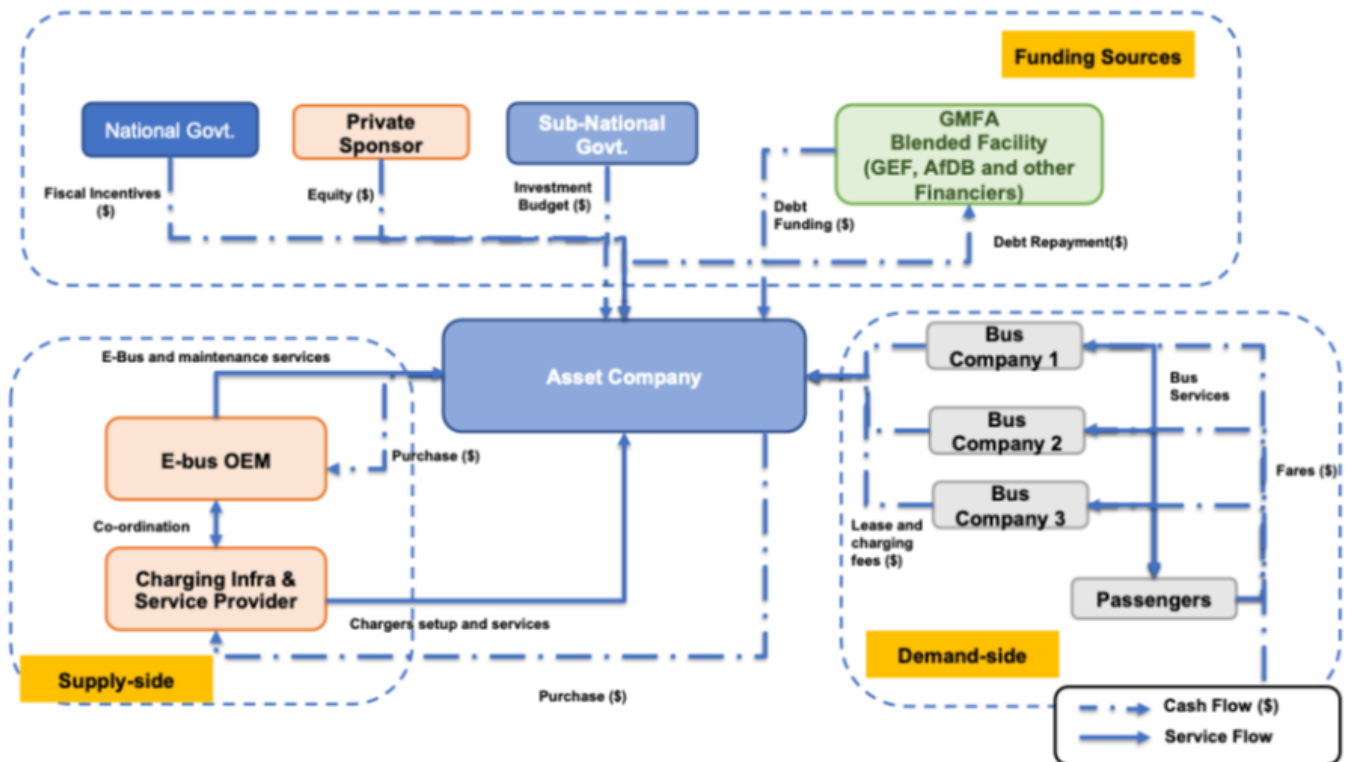 Funding Sources
National Govt.
Private
Sponsor
Sub-National
Govt.
GMFA
Blended Facility
(GEF, AfDB and other
Financiers)
Fiscal Incentives
($)
Equity ($)
Investment
Budget ($)
Debt
Funding ($)
Debt Repayment($)
E-Bus and maintenance services
Asset Company
Bus
Company 1
Bus
Services
Bus
Company 2
E-bus OEM
Purchase ($)
Fares ($)
Bus
Company 3
Co-ordination
Lease and
charging
fees ($)
Charging Infra &
Service Provider
Passengers
Chargers setup and services
Demand-side
Supply-side
Purchase ($)
Cash Flow ($)
Service Flow